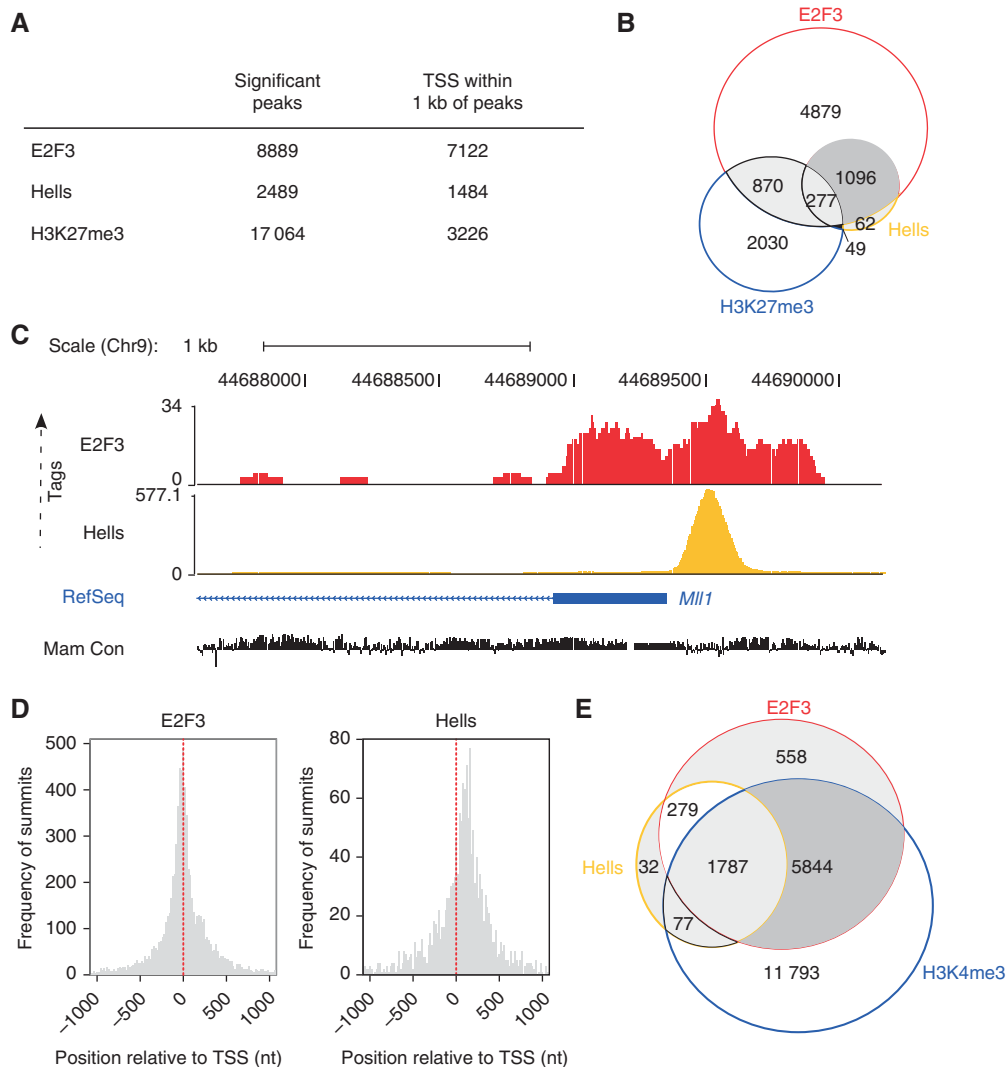 A
Significant peaks
TSS within 1 kb of peaks
E2F3 8889 7122
Hells 2489 1484
H3K27me3 17 064 3226
B
E2F3
4879
870
1096
277
62
Hells
49
2030
H3K27me3
C
Scale (Chr9): 1 kb
44688000 44688500 44689000 44689500 44690000
Tags
34
E2F3
0
577.1
Hells
0
RefSeq
Mll1
Mam Con
D
E2F3
Frequency of summits
500
400
300
200
100
0
−1000 −500 0 500 1000
Position relative to TSS (nt)
Hells
Frequency of summits
80
60
40
20
0
−1000 −500 0 500 1000
Position relative to TSS (nt)
E
E2F3
558
279
Hells
32
1787
5844
77
11 793
H3K4me3